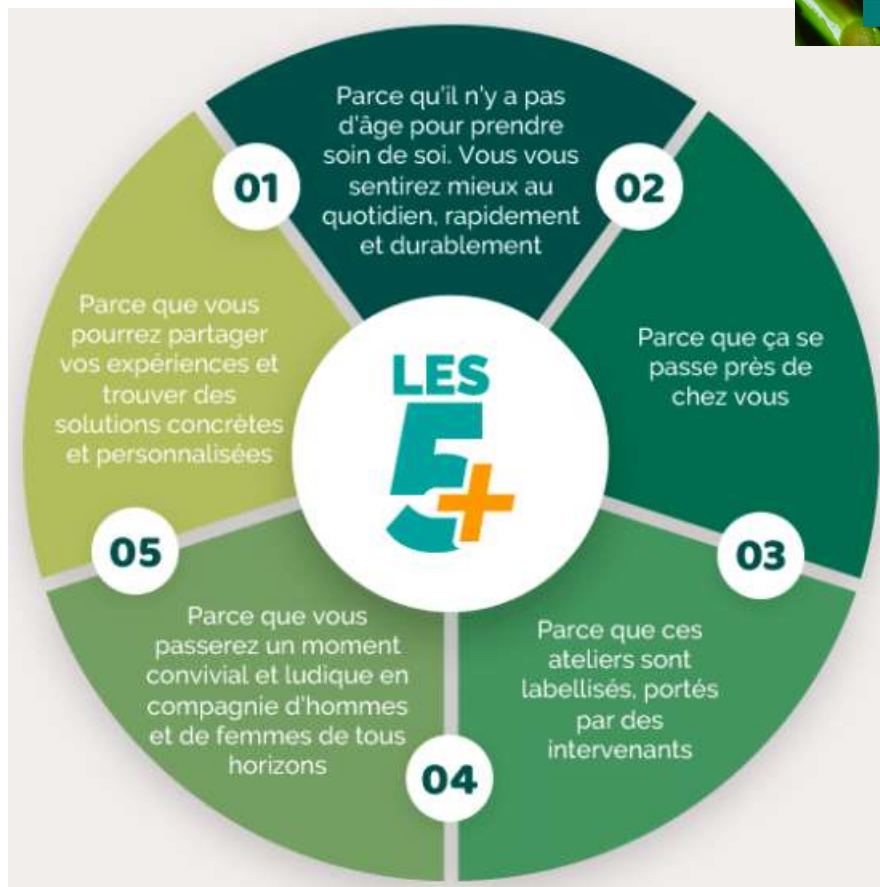 01
Parce qu'il n'y a pas
d'âge pour prendre
soin de soi. Vous vous
sentirez mieux au
quotidien, rapidement
et durablement
02
Parce que ça se
passe près de
chez vous
03
Parce que ces
ateliers sont
labellisés, portés
par des
intervenants
04
Parce que vous
passerez un moment
convivial et ludique en
compagnie d'hommes
et de femmes de tous
horizons
05
Parce que vous
pourrez partager
vos expériences et
trouver des
solutions concrètes
et personnalisées
LES
5+